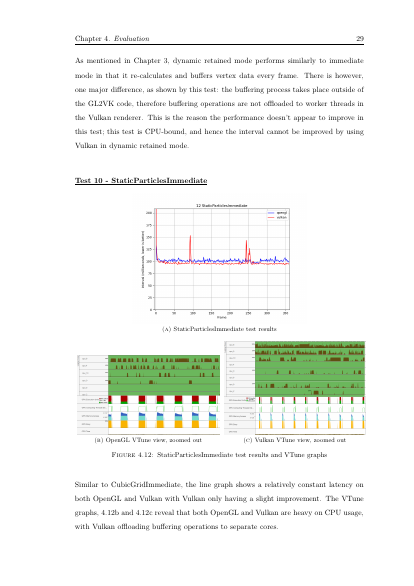 Chapter 4. Evaluation 29
As mentioned in Chapter 3, dynamic retained mode performs similarly to immediate
mode in that it re-calculates and buffers vertex data every frame. There is however,
one major difference, as shown by this test: the buffering process takes place outside of
the GL2VK code, therefore buffering operations are not offloaded to worker threads in
the Vulkan renderer. This is the reason the performance doesn't appear to improve in
this test; this test is CPU-bound, and hence the interval cannot be improved by using
Vulkan in dynamic retained mode.
Test 10 - StaticParticlesImmediate
12 StaticParticlesImmediate
opengl
vulkan
200
175
150
125
100
75
50
25
0
0 50 100 150 200 250 300 350
Frame
(a) StaticParticlesImmediate test results
(b) OpenGL VTune view, zoomed out
(c) Vulkan VTune view, zoomed out
Figure 4.12: StaticParticlesImmediate test results and VTune graphs
Similar to CubicGridImmediate, the line graph shows a relatively constant latency on
both OpenGL and Vulkan with Vulkan only having a slight improvement. The VTune
graphs, 4.12b and 4.12c reveal that both OpenGL and Vulkan are heavy on CPU usage,
with Vulkan offloading buffering operations to separate cores.